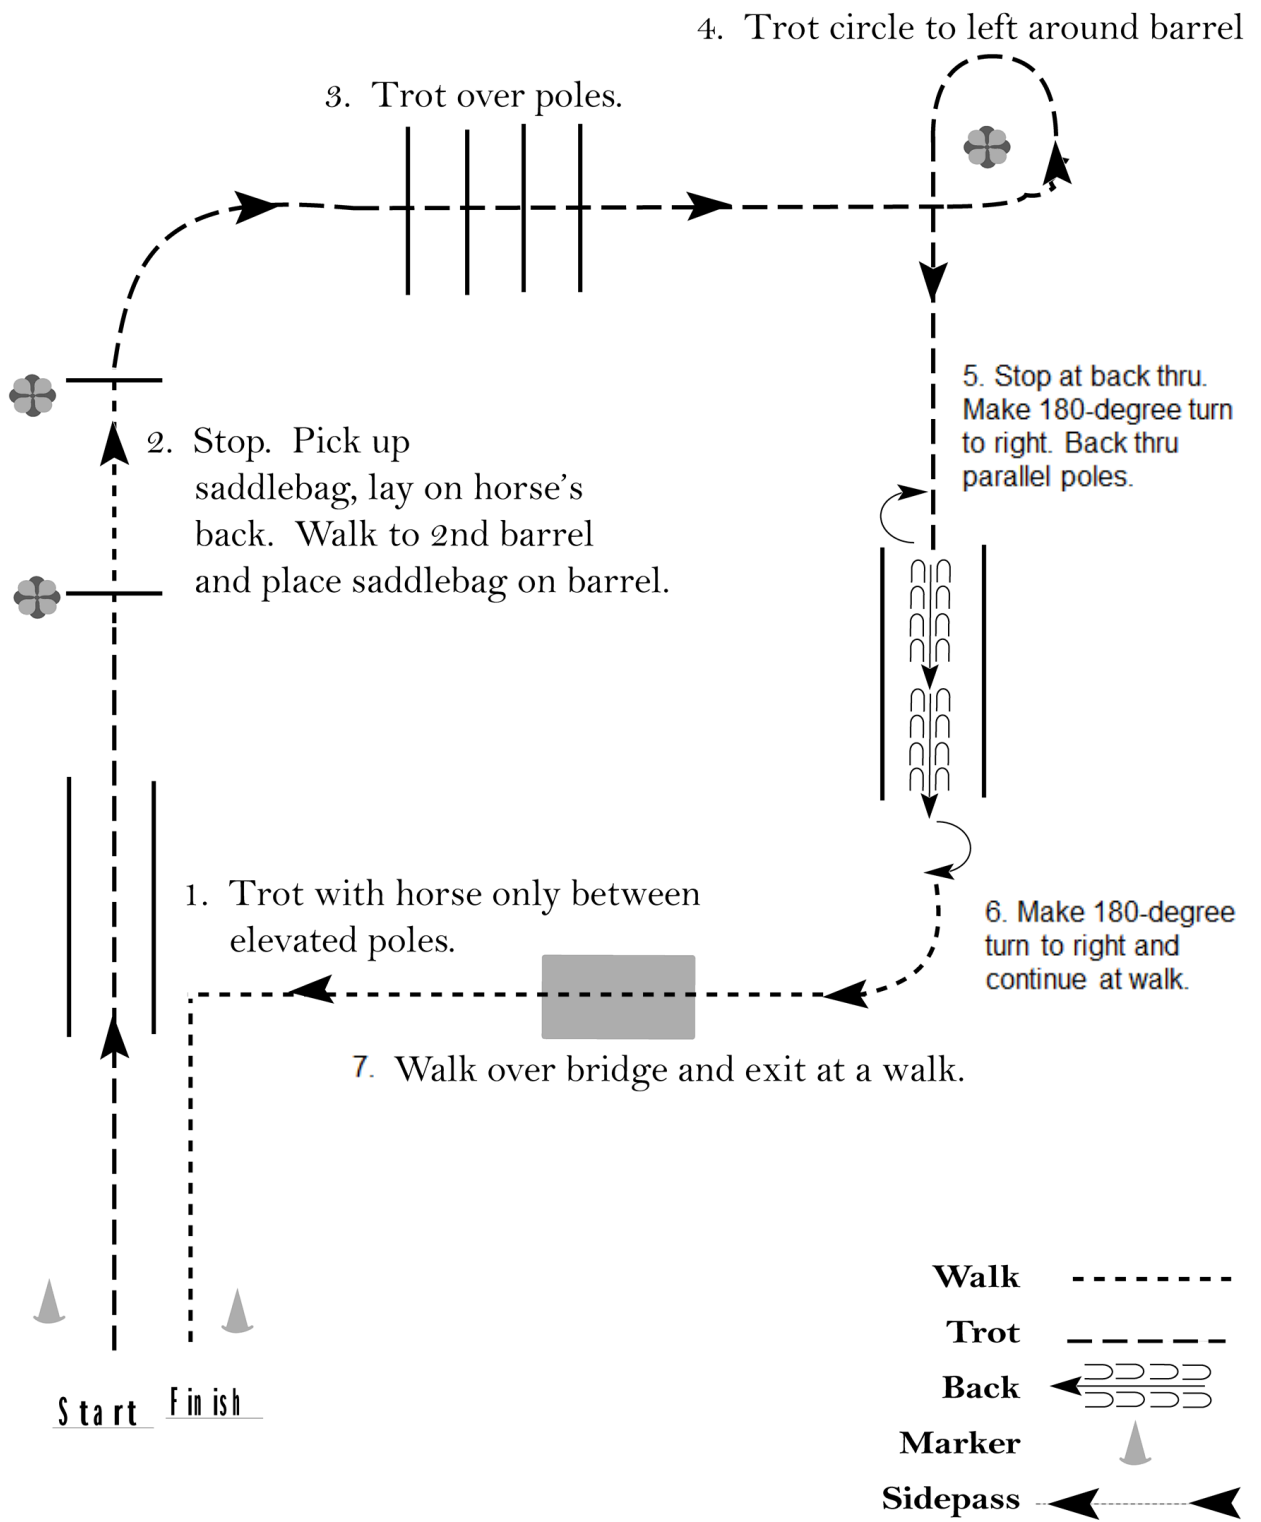 4. Trot circle to left around barrel
3. Trot over poles.
5. Stop at back thru.
Make 180-degree turn
to right. Back thru
parallel poles.
2. Stop. Pick up
saddlebag, lay on horse's
back. Walk to 2nd barrel
and place saddlebag on barrel.
1. Trot with horse only between
elevated poles.
6. Make 180-degree
turn to right and
continue at walk.
7. Walk over bridge and exit at a walk.
Start
Finish
Walk
Trot
Back
Marker
Sidepass